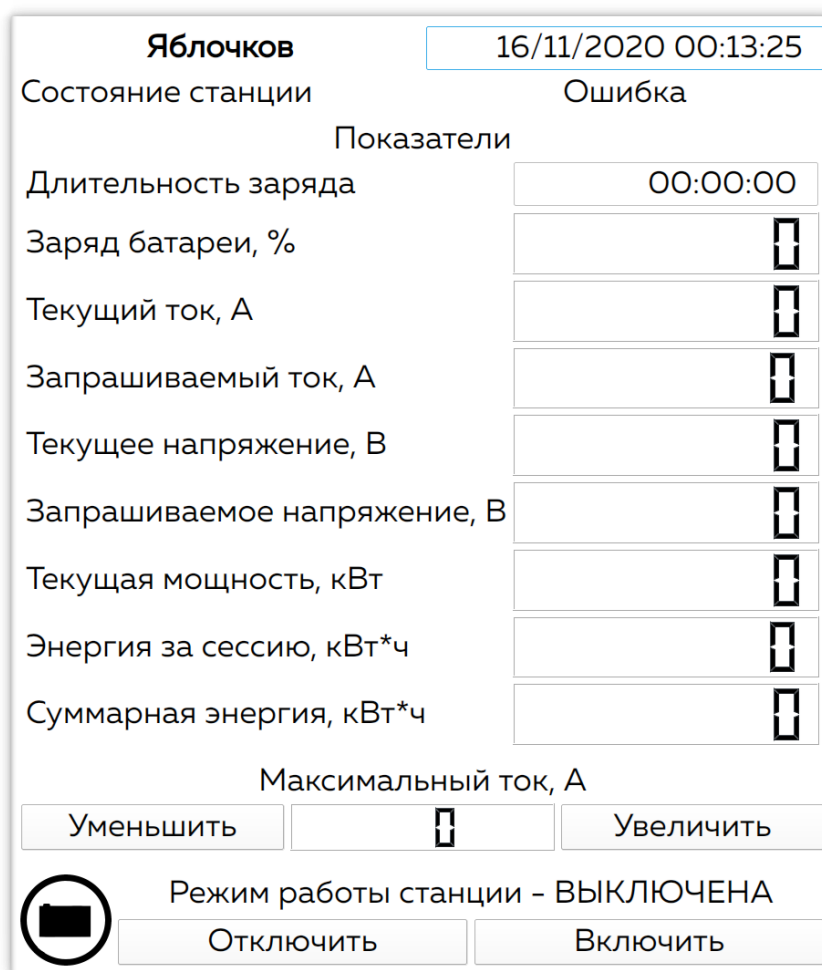 Яблочков 16/11/2020 00:13:25
Состояние станции Ошибка
Показатели
Длительность заряда 00:00:00
Заряд батареи, % 0
Текущий ток, А 0
Запрашиваемый ток, А 0
Текущее напряжение, В 0
Запрашиваемое напряжение, В 0
Текущая мощность, кВт 0
Энергия за сессию, кВт*ч 0
Суммарная энергия, кВт*ч 0
Максимальный ток, А
Уменьшить 0 Увеличить
Режим работы станции - ВЫКЛЮЧЕНА
Отключить Включить